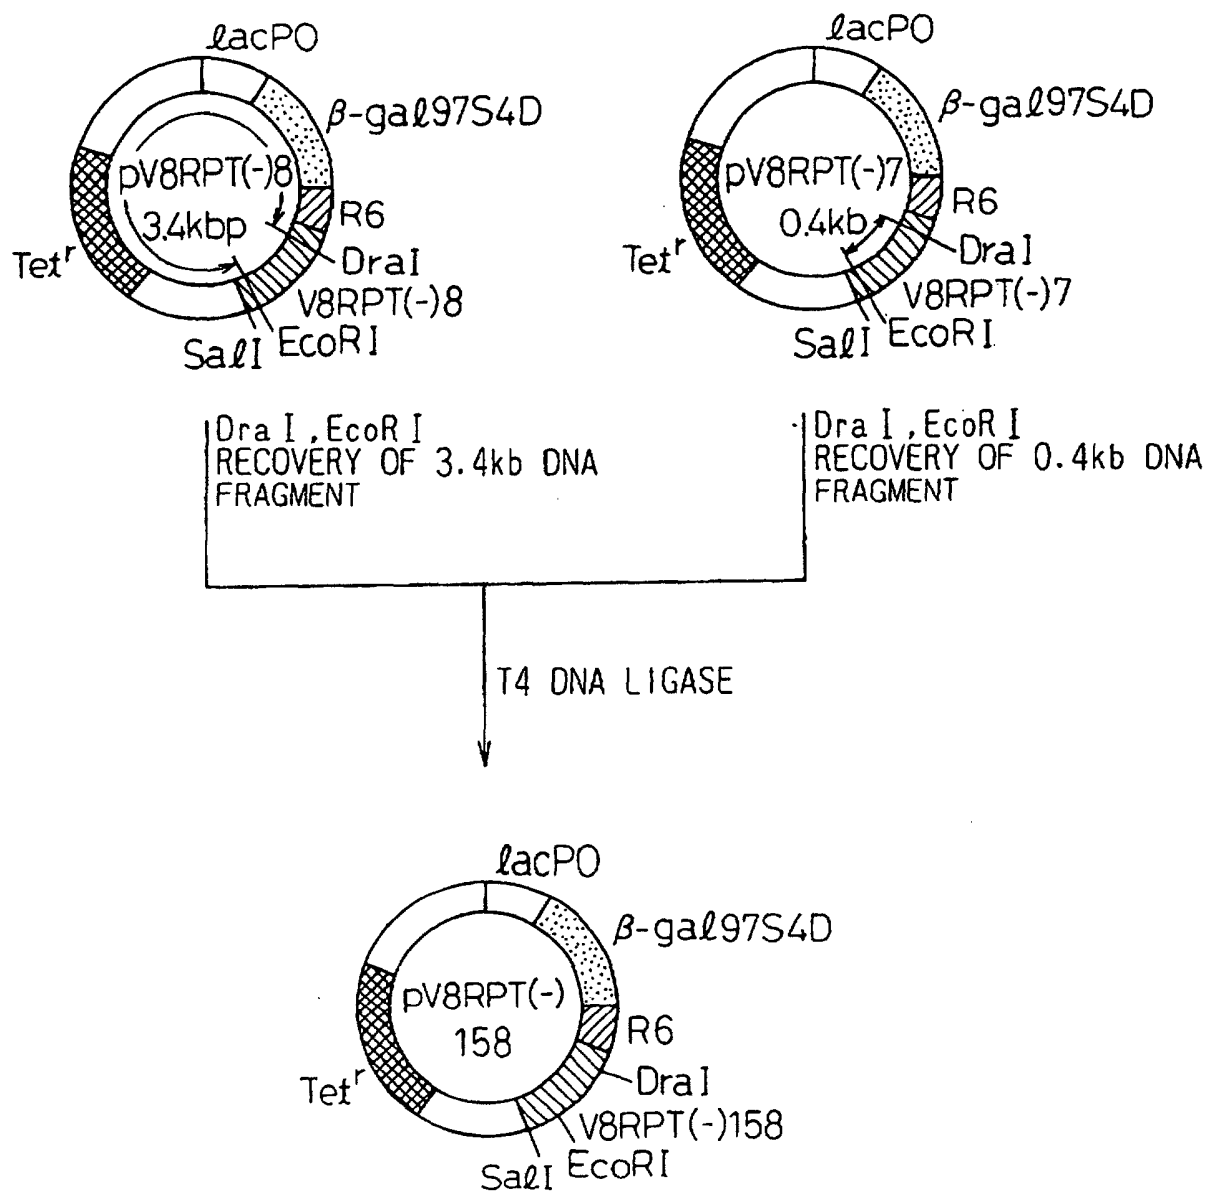 ℓacPO
β-gaℓ97S4D
pV8RPT(-)8
3.4kbp
R6
DraI
Tetʳ
V8RPT(-)8
EcoRI
SaℓI
ℓacPO
β-gaℓ97S4D
pV8RPT(-)7
0.4kb
R6
DraI
Tetʳ
V8RPT(-)7
EcoRI
SaℓI
DraI,EcoRI
RECOVERY OF 3.4kb DNA
FRAGMENT
DraI,EcoRI
RECOVERY OF 0.4kb DNA
FRAGMENT
T4 DNA LIGASE
ℓacPO
β-gaℓ97S4D
pV8RPT(-)
158
R6
DraI
Tetʳ
V8RPT(-)158
EcoRI
SaℓI